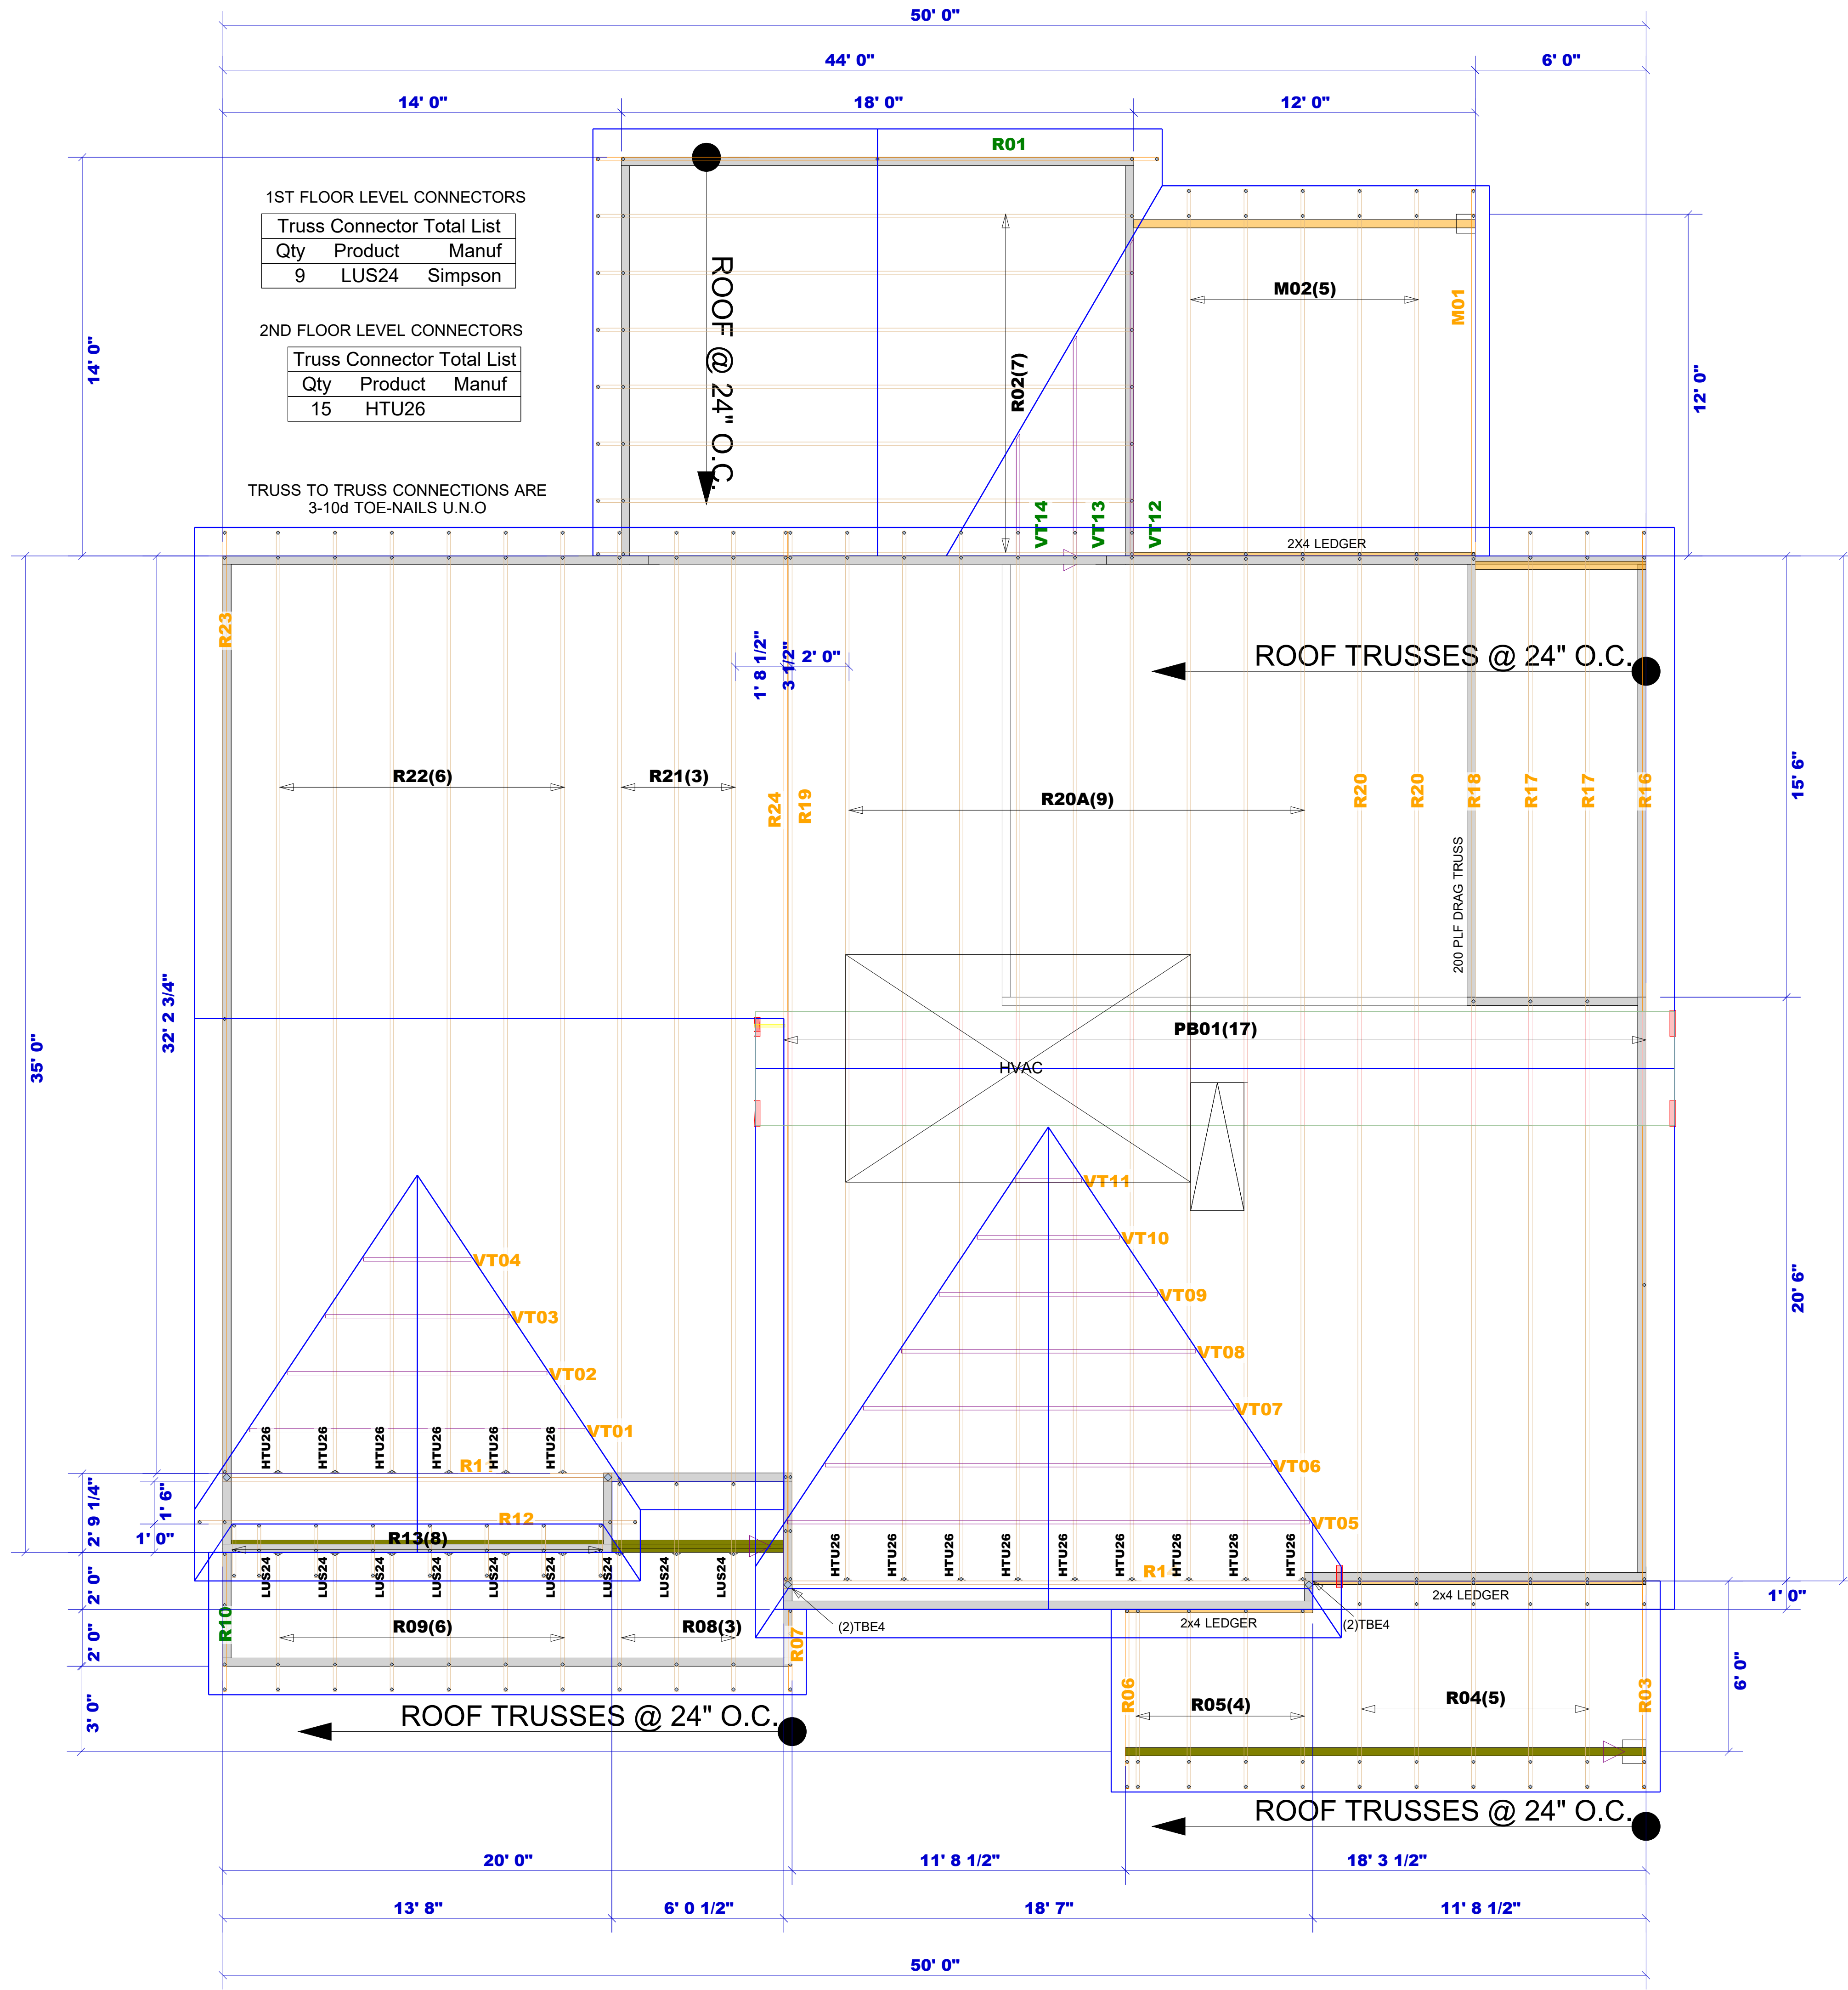 50' 0"
44' 0"
6' 0"
14' 0"
18' 0"
12' 0"
R01
1ST FLOOR LEVEL CONNECTORS
Truss Connector Total List
Qty Product Manuf
9 LUS24 Simpson
2ND FLOOR LEVEL CONNECTORS
Truss Connector Total List
Qty Product Manuf
15 HTU26
TRUSS TO TRUSS CONNECTIONS ARE
3-10d TOE-NAILS U.N.O
14' 0"
ROOF @ 24" O.C.
R02(7)
M02(5)
M01
12' 0"
VT14
VT13
VT12
2X4 LEDGER
R23
1' 8 1/2"
3 1/2"
2' 0"
ROOF TRUSSES @ 24" O.C.
R22(6)
R21(3)
R24
R19
R20A(9)
R20
R20
R18
R17
R17
R16
15' 6"
200 PLF DRAG TRUSS
32' 2 3/4"
35' 0"
PB01(17)
HVAC
20' 6"
VT11
VT10
VT09
VT08
VT07
VT06
VT05
VT04
VT03
VT02
VT01
HTU26
HTU26
HTU26
HTU26
HTU26
HTU26
R1
R12
R13(8)
2' 9 1/4"
1' 6"
1' 0"
LUS24
LUS24
LUS24
LUS24
LUS24
LUS24
LUS24
LUS24
LUS24
HTU26
HTU26
HTU26
HTU26
HTU26
HTU26
HTU26
HTU26
HTU26
R1
2x4 LEDGER
1' 0"
2' 0"
R10
R09(6)
R08(3)
R07
(2)TBE4
2x4 LEDGER
(2)TBE4
2' 0"
3' 0"
R06
R05(4)
R04(5)
R03
6' 0"
ROOF TRUSSES @ 24" O.C.
ROOF TRUSSES @ 24" O.C.
20' 0"
11' 8 1/2"
18' 3 1/2"
13' 8"
6' 0 1/2"
18' 7"
11' 8 1/2"
50' 0"